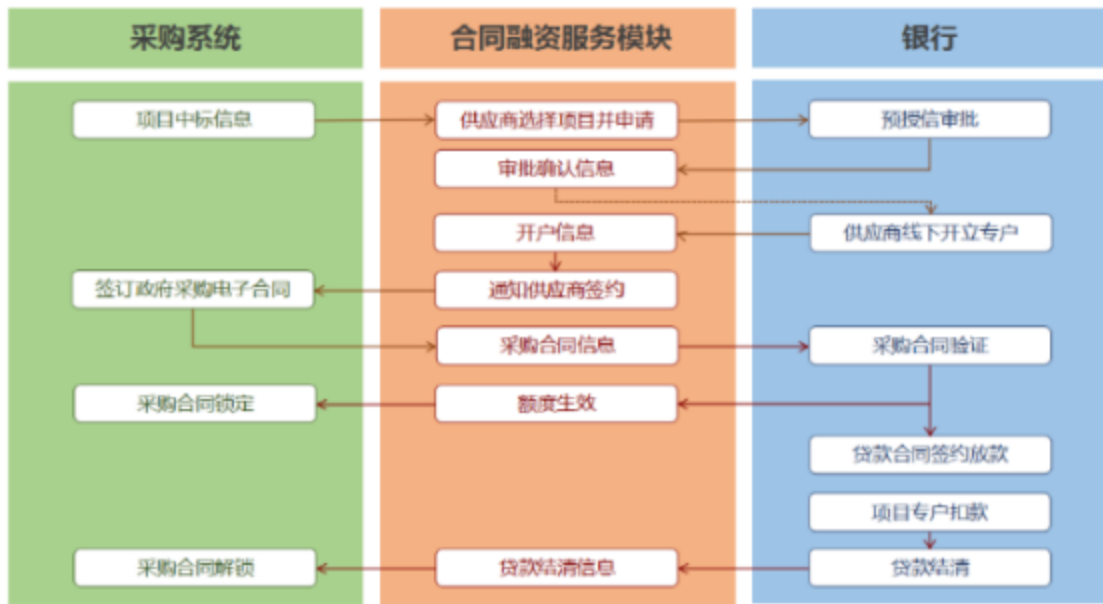 采购系统
合同融资服务模块
银行
项目中标信息
供应商选择项目并申请
预授信审批
审批确认信息
开户信息
供应商线下开立专户
签订政府采购电子合同
通知供应商签约
采购合同信息
采购合同验证
采购合同锁定
额度生效
贷款合同签约放款
项目专户扣款
采购合同解锁
贷款结清信息
贷款结清